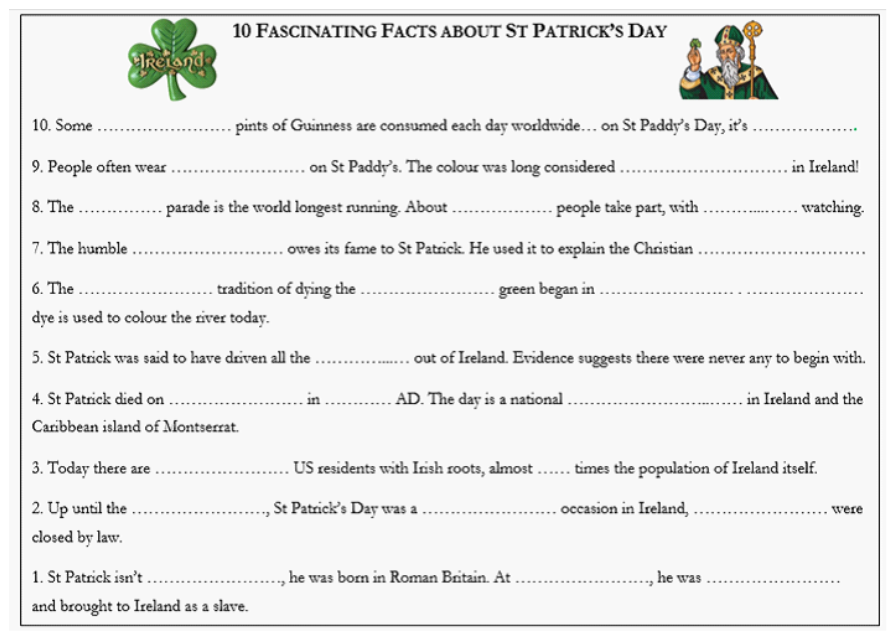 10 FASCINATING FACTS ABOUT ST PATRICK'S DAY
IReLanD
10. Some …………………… pints of Guinness are consumed each day worldwide… on St Paddy's Day, it's ……………….
9. People often wear …………………… on St Paddy's. The colour was long considered ………………………… in Ireland!
8. The …………… parade is the world longest running. About ……………… people take part, with ………....…… watching.
7. The humble ……………………… owes its fame to St Patrick. He used it to explain the Christian …………………………
6. The …………………… tradition of dying the …………………… green began in …………………… . …………………
dye is used to colour the river today.
5. St Patrick was said to have driven all the …………...…. out of Ireland. Evidence suggests there were never any to begin with.
4. St Patrick died on …………………… in ………… AD. The day is a national ……………………..…… in Ireland and the
Caribbean island of Montserrat.
3. Today there are …………………… US residents with Irish roots, almost …… times the population of Ireland itself.
2. Up until the ……………………, St Patrick's Day was a …………………… occasion in Ireland, …………………… were
closed by law.
1. St Patrick isn't ……………………, he was born in Roman Britain. At ……………………, he was ……………………
and brought to Ireland as a slave.